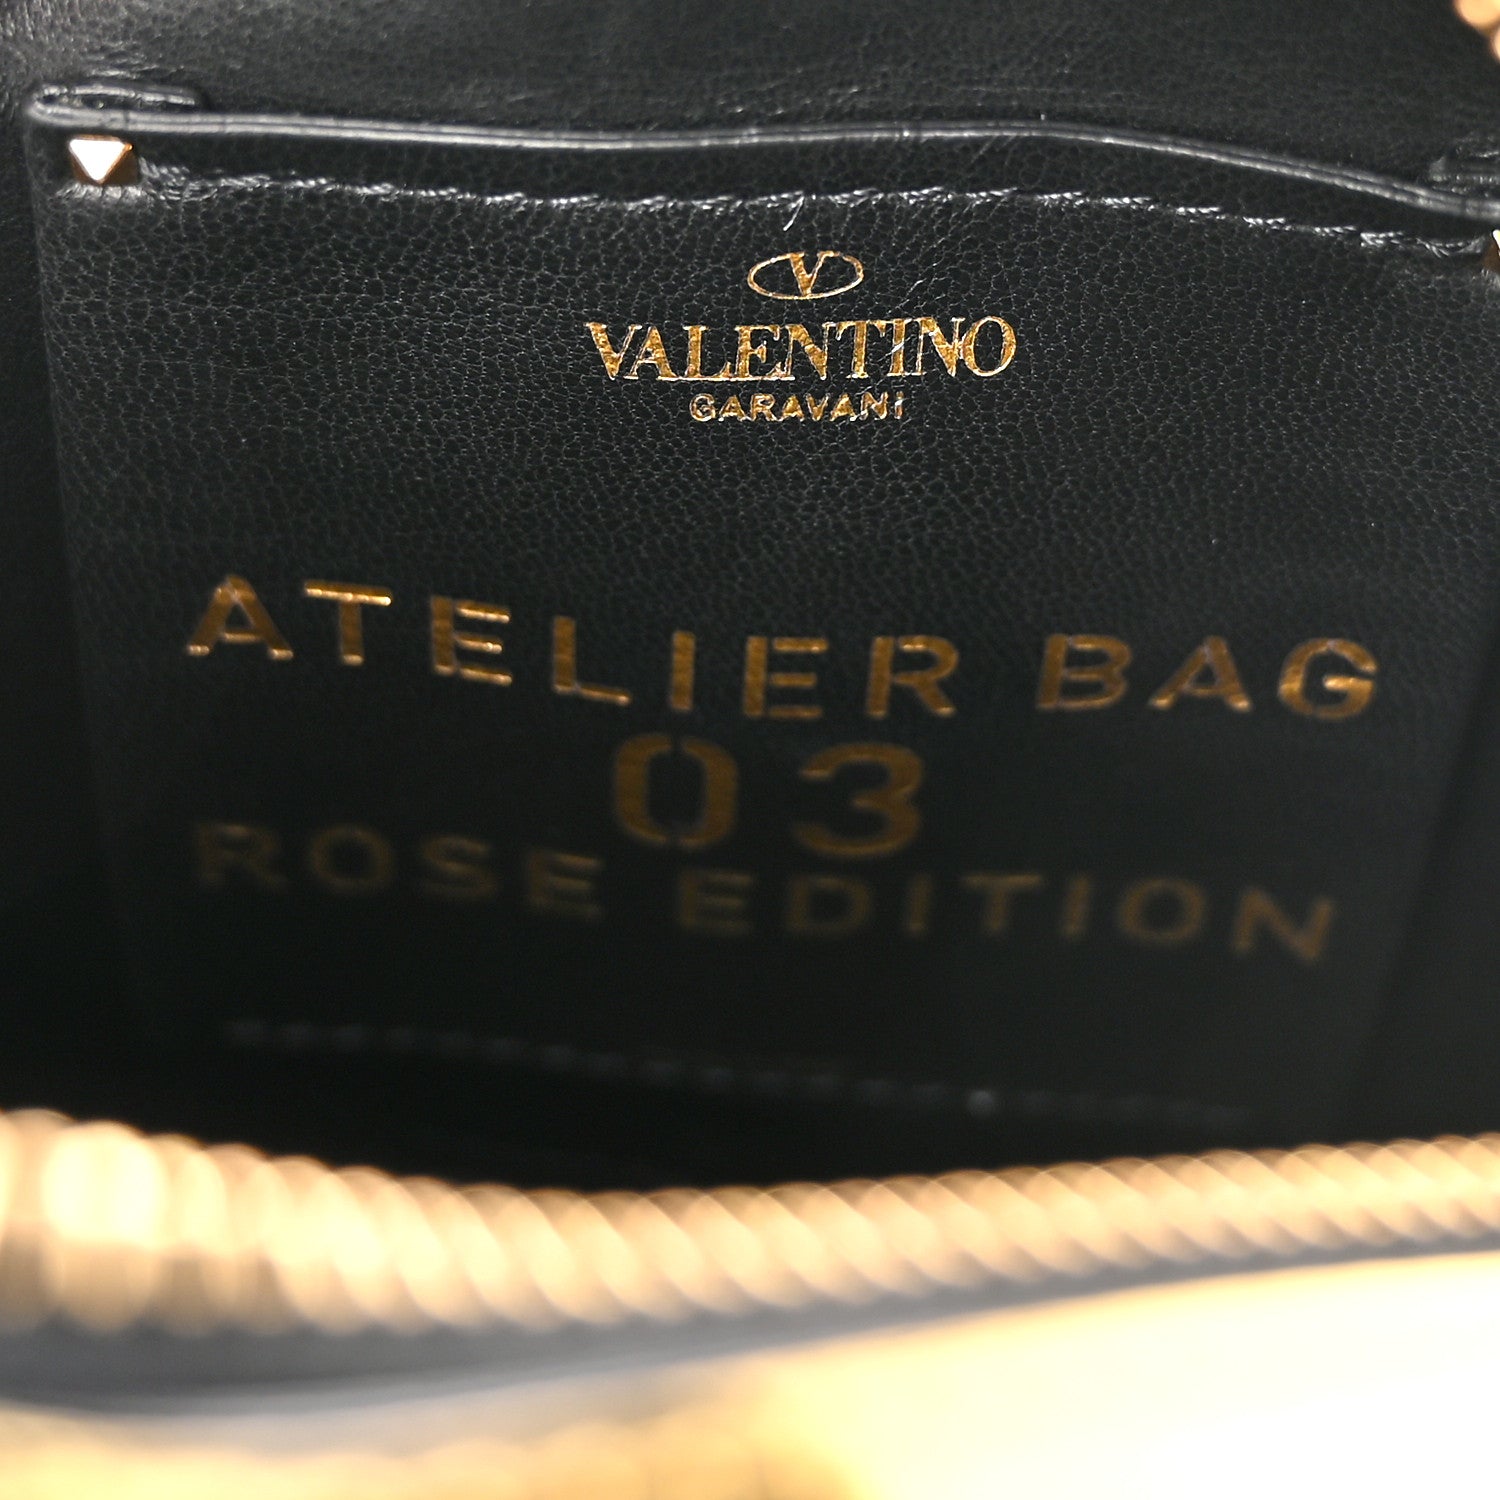 V
VALENTINO
GARAVANI
ATELIER BAG
03
ROSE EDITION